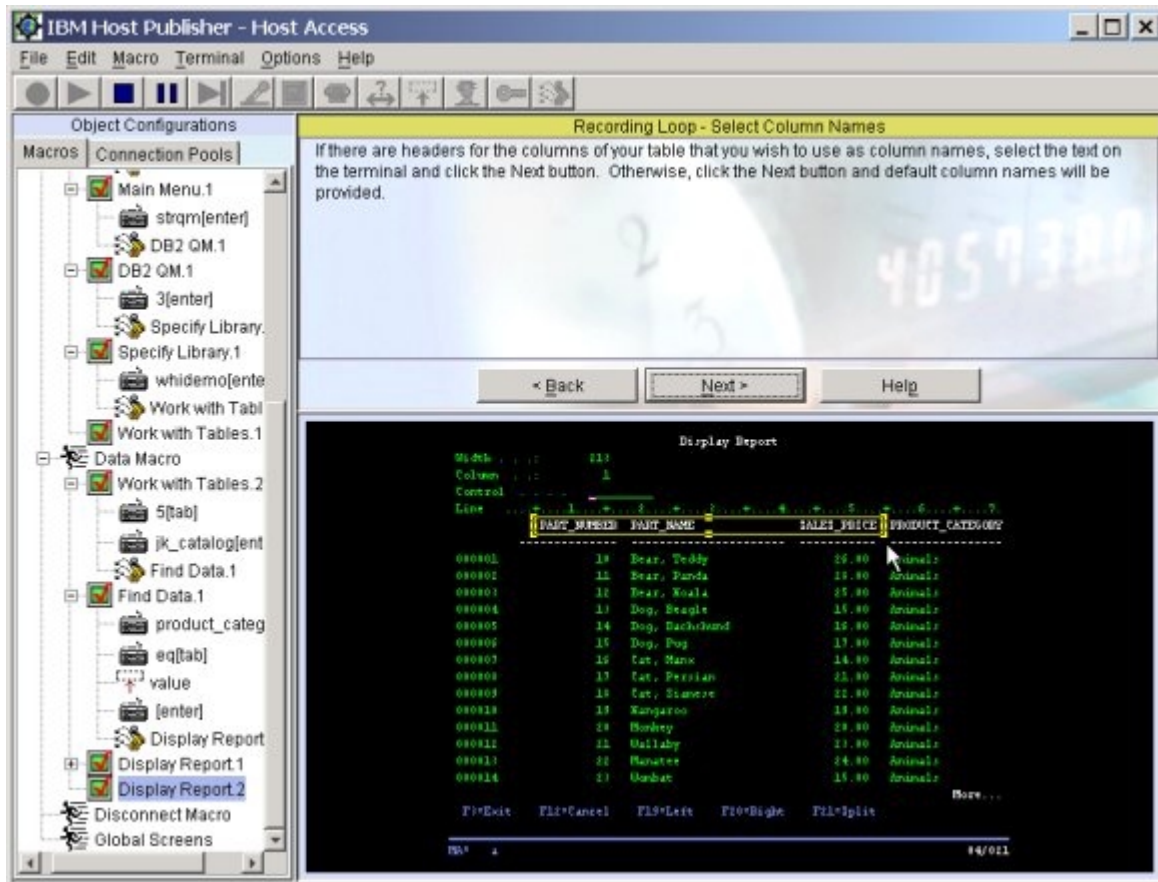 IBM Host Publisher - Host Access
File Edit Macro Terminal Options Help
Object Configurations
Macros Connection Pools
Main Menu.1
strqm[enter]
DB2 QM.1
DB2 QM.1
3[enter]
Specify Library.
Specify Library.1
whidemo[ente
Work with Tabl
Work with Tables.1
Data Macro
Work with Tables.2
5[tab]
jk_catalog[ent
Find Data.1
Find Data.1
product_categ
eq[tab]
value
[enter]
Display Report
Display Report.1
Display Report.2
Disconnect Macro
Global Screens
Recording Loop - Select Column Names
If there are headers for the columns of your table that you wish to use as column names, select the text on
the terminal and click the Next button. Otherwise, click the Next button and default column names will be
provided.
< Back Next > Help
Display Report
Width . . . :
Column . . :
1
Control . . . . .
Line
PART_NUMBER PART_NAME SALES_PRICE PRODUCT_CATEGORY
000001 10 Bear, Teddy 26.00 Animals
000002 11 Bear, Panda Animals
000003 12 Bear, Koala 25.00 Animals
000004 13 Dog, Beagle 15.00 Animals
000005 14 Dog, Dachshund 16.00 Animals
000006 15 Dog, Pug 17.00 Animals
000007 16 Cat, Manx 14.00 Animals
000008 17 Cat, Persian 21.00 Animals
000009 18 Cat, Siamese 22.00 Animals
000010 19 Kangaroo Animals
000011 20 Monkey Animals
000012 21 Wallaby Animals
000013 22 Manatee 24.00 Animals
000014 23 Wombat 15.00 Animals
More...
F3=Exit F12=Cancel F19=Left F20=Right F21=Split
04/021